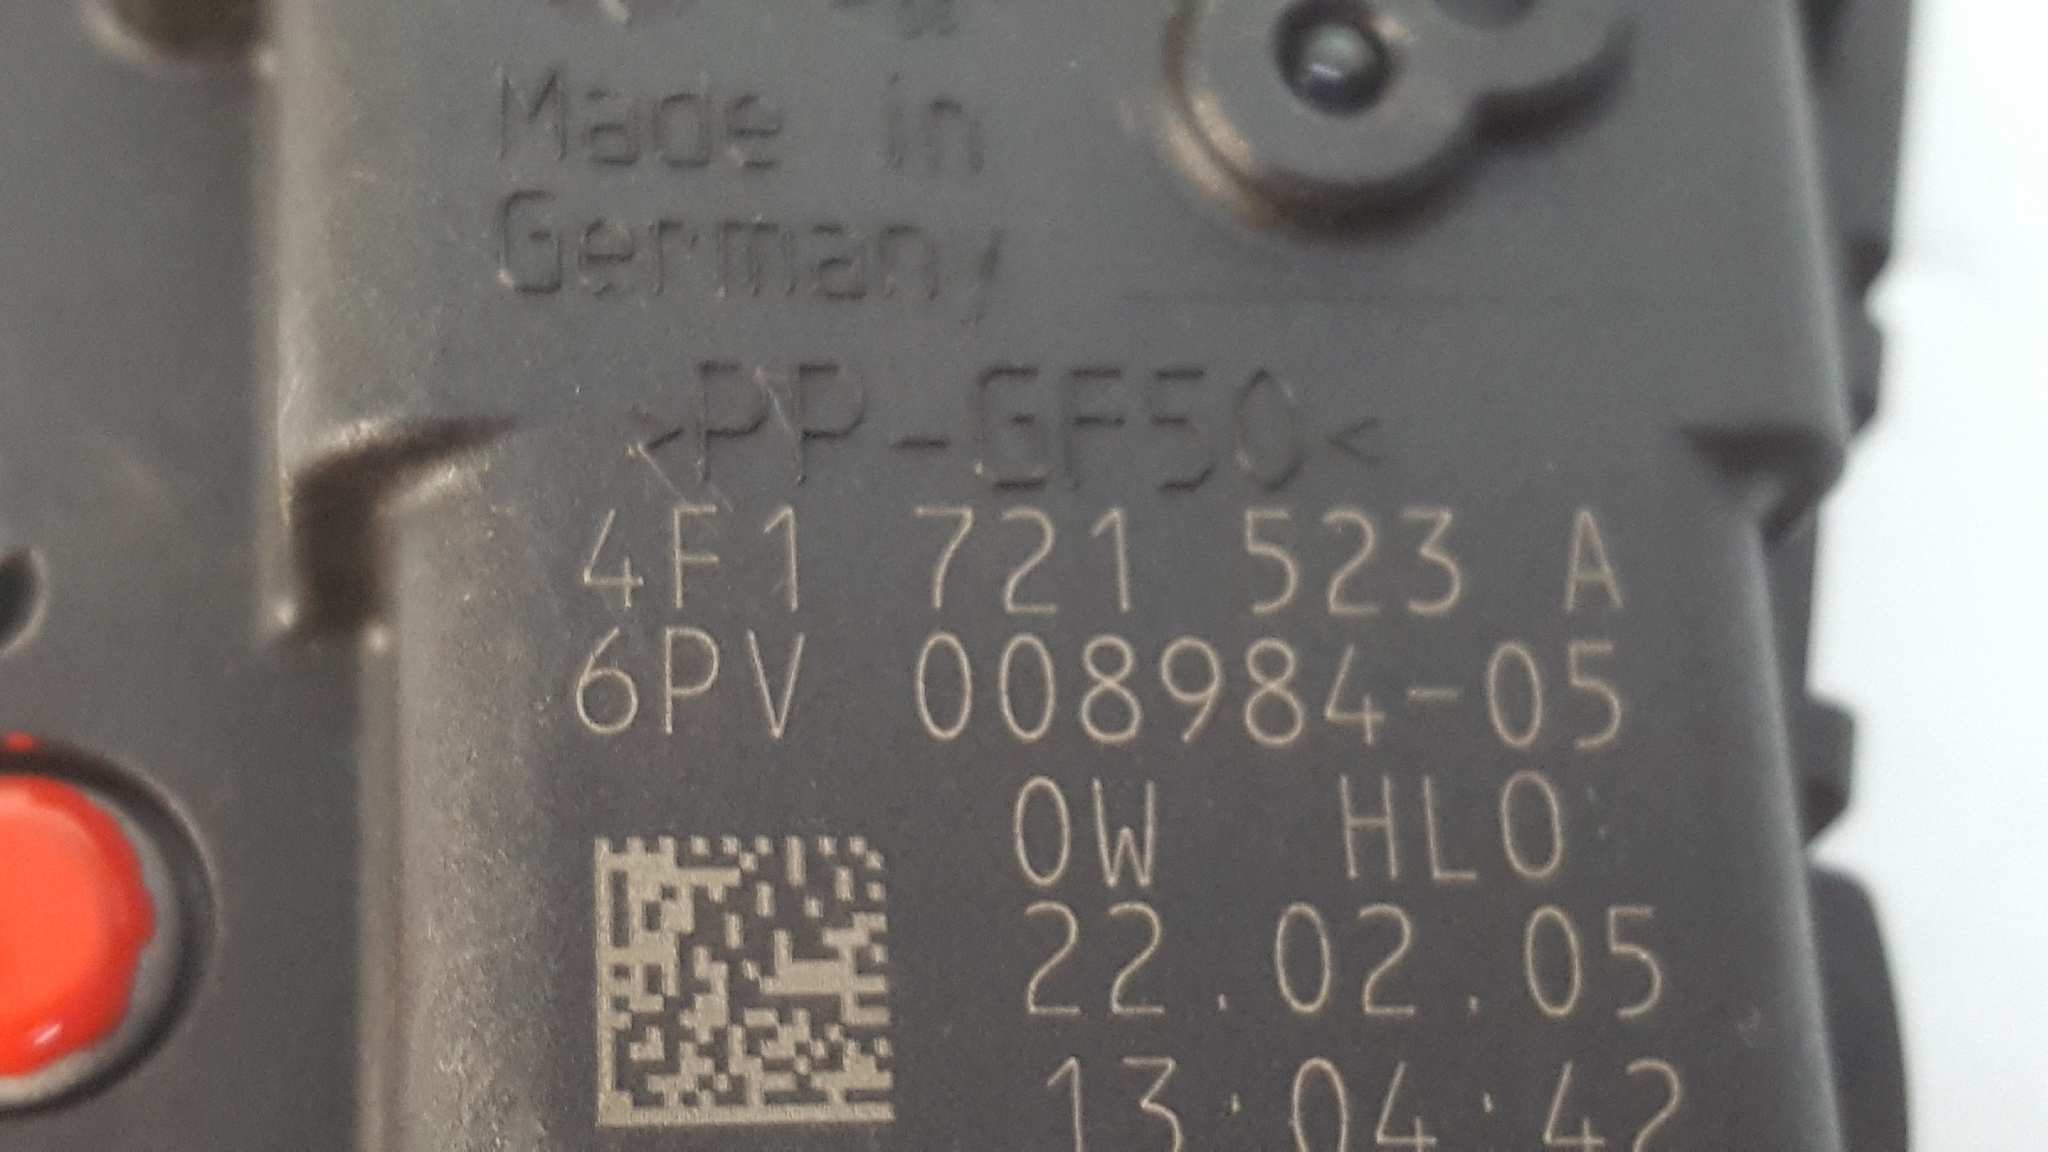 Made in
Germany
>PP-GF50<
4F1 721 523 A
6PV 008984-05
0W HL0
22.02.05
13:04:42